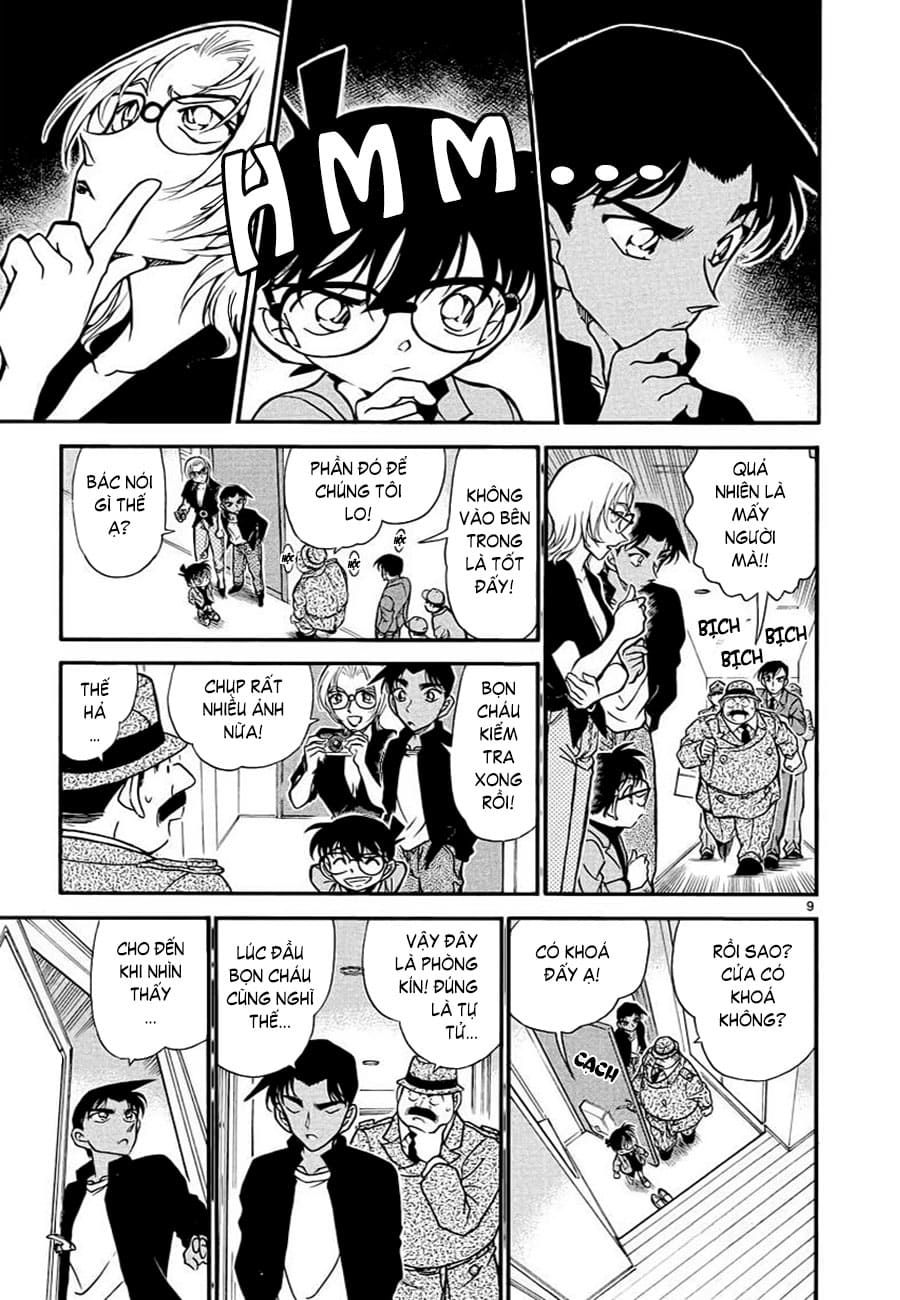 HMM...
QUẢ
NHIÊN LÀ
MẤY
NGƯỜI
MÀ!!
BỊCH
BỊCH
BỊCH
KHÔNG
VÀO BÊN
TRONG
LÀ TỐT
ĐẤY!
PHẦN ĐÓ ĐỂ
CHÚNG TÔI
LO!
HỘC
HỘC
HỘC
BÁC NÓI
GÌ THẾ
Ạ?
BỌN
CHÁU
KIỂM
TRA
XONG
RỒI!
CHỤP RẤT
NHIỀU ẢNH
NỮA!
THẾ
HẢ
...
9
RỒI SAO?
CỬA CÓ
KHOÁ
KHÔNG?
CÓ KHOÁ
ĐẤY Ạ!
CẠCH
VẬY ĐÂY
LÀ PHÒNG
KÍN! ĐÚNG
LÀ TỰ
TỬ...
LÚC ĐẦU
BỌN CHÁU
CŨNG NGHĨ
THẾ...
CHO ĐẾN
KHI NHÌN
THẤY
...